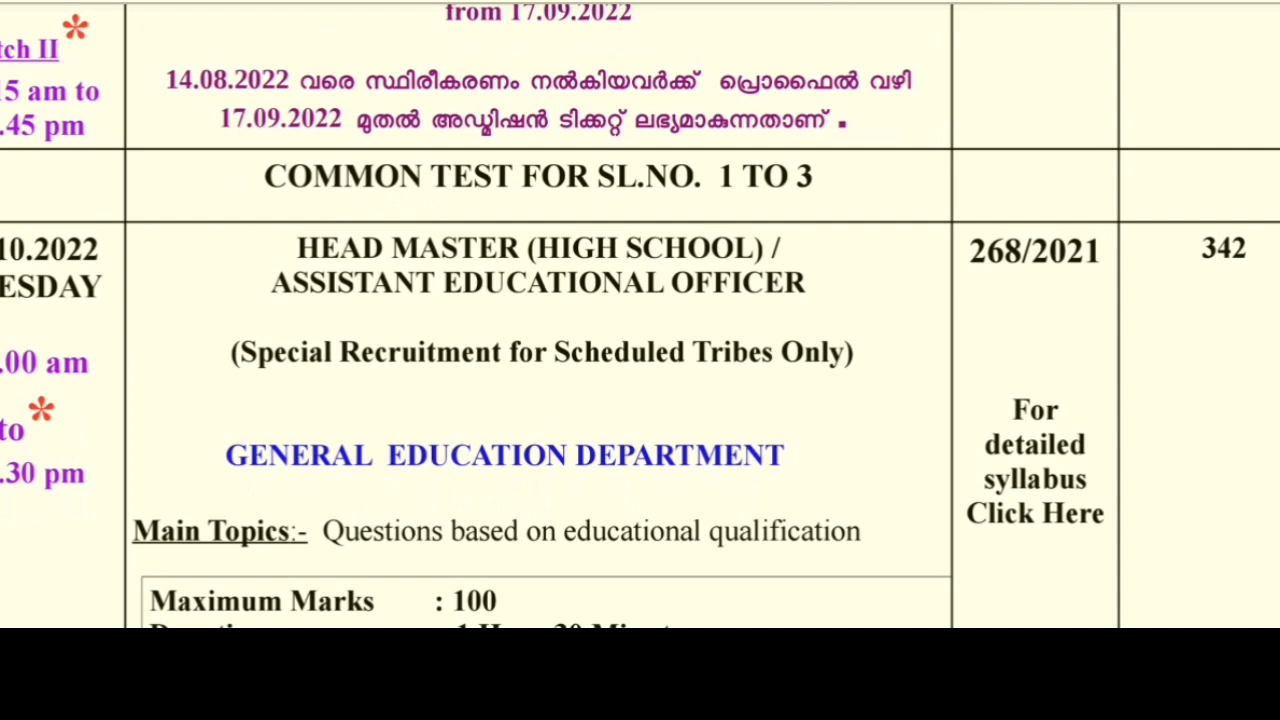 from 17.09.2022
tch II*
15 am to
.45 pm
14.08.2022 വരെ സ്ഥിരീകരണം നൽകിയവർക്ക് പ്രൊഫൈൽ വഴി
17.09.2022 മുതൽ അഡ്മിഷൻ ടിക്കറ്റ് ലഭ്യമാകുന്നതാണ് .
COMMON TEST FOR SL.NO. 1 TO 3
10.2022
ESDAY
.00 am
to*
.30 pm
HEAD MASTER (HIGH SCHOOL) /
ASSISTANT EDUCATIONAL OFFICER
(Special Recruitment for Scheduled Tribes Only)
GENERAL EDUCATION DEPARTMENT
Main Topics:- Questions based on educational qualification
Maximum Marks : 100
268/2021
For
detailed
syllabus
Click Here
342